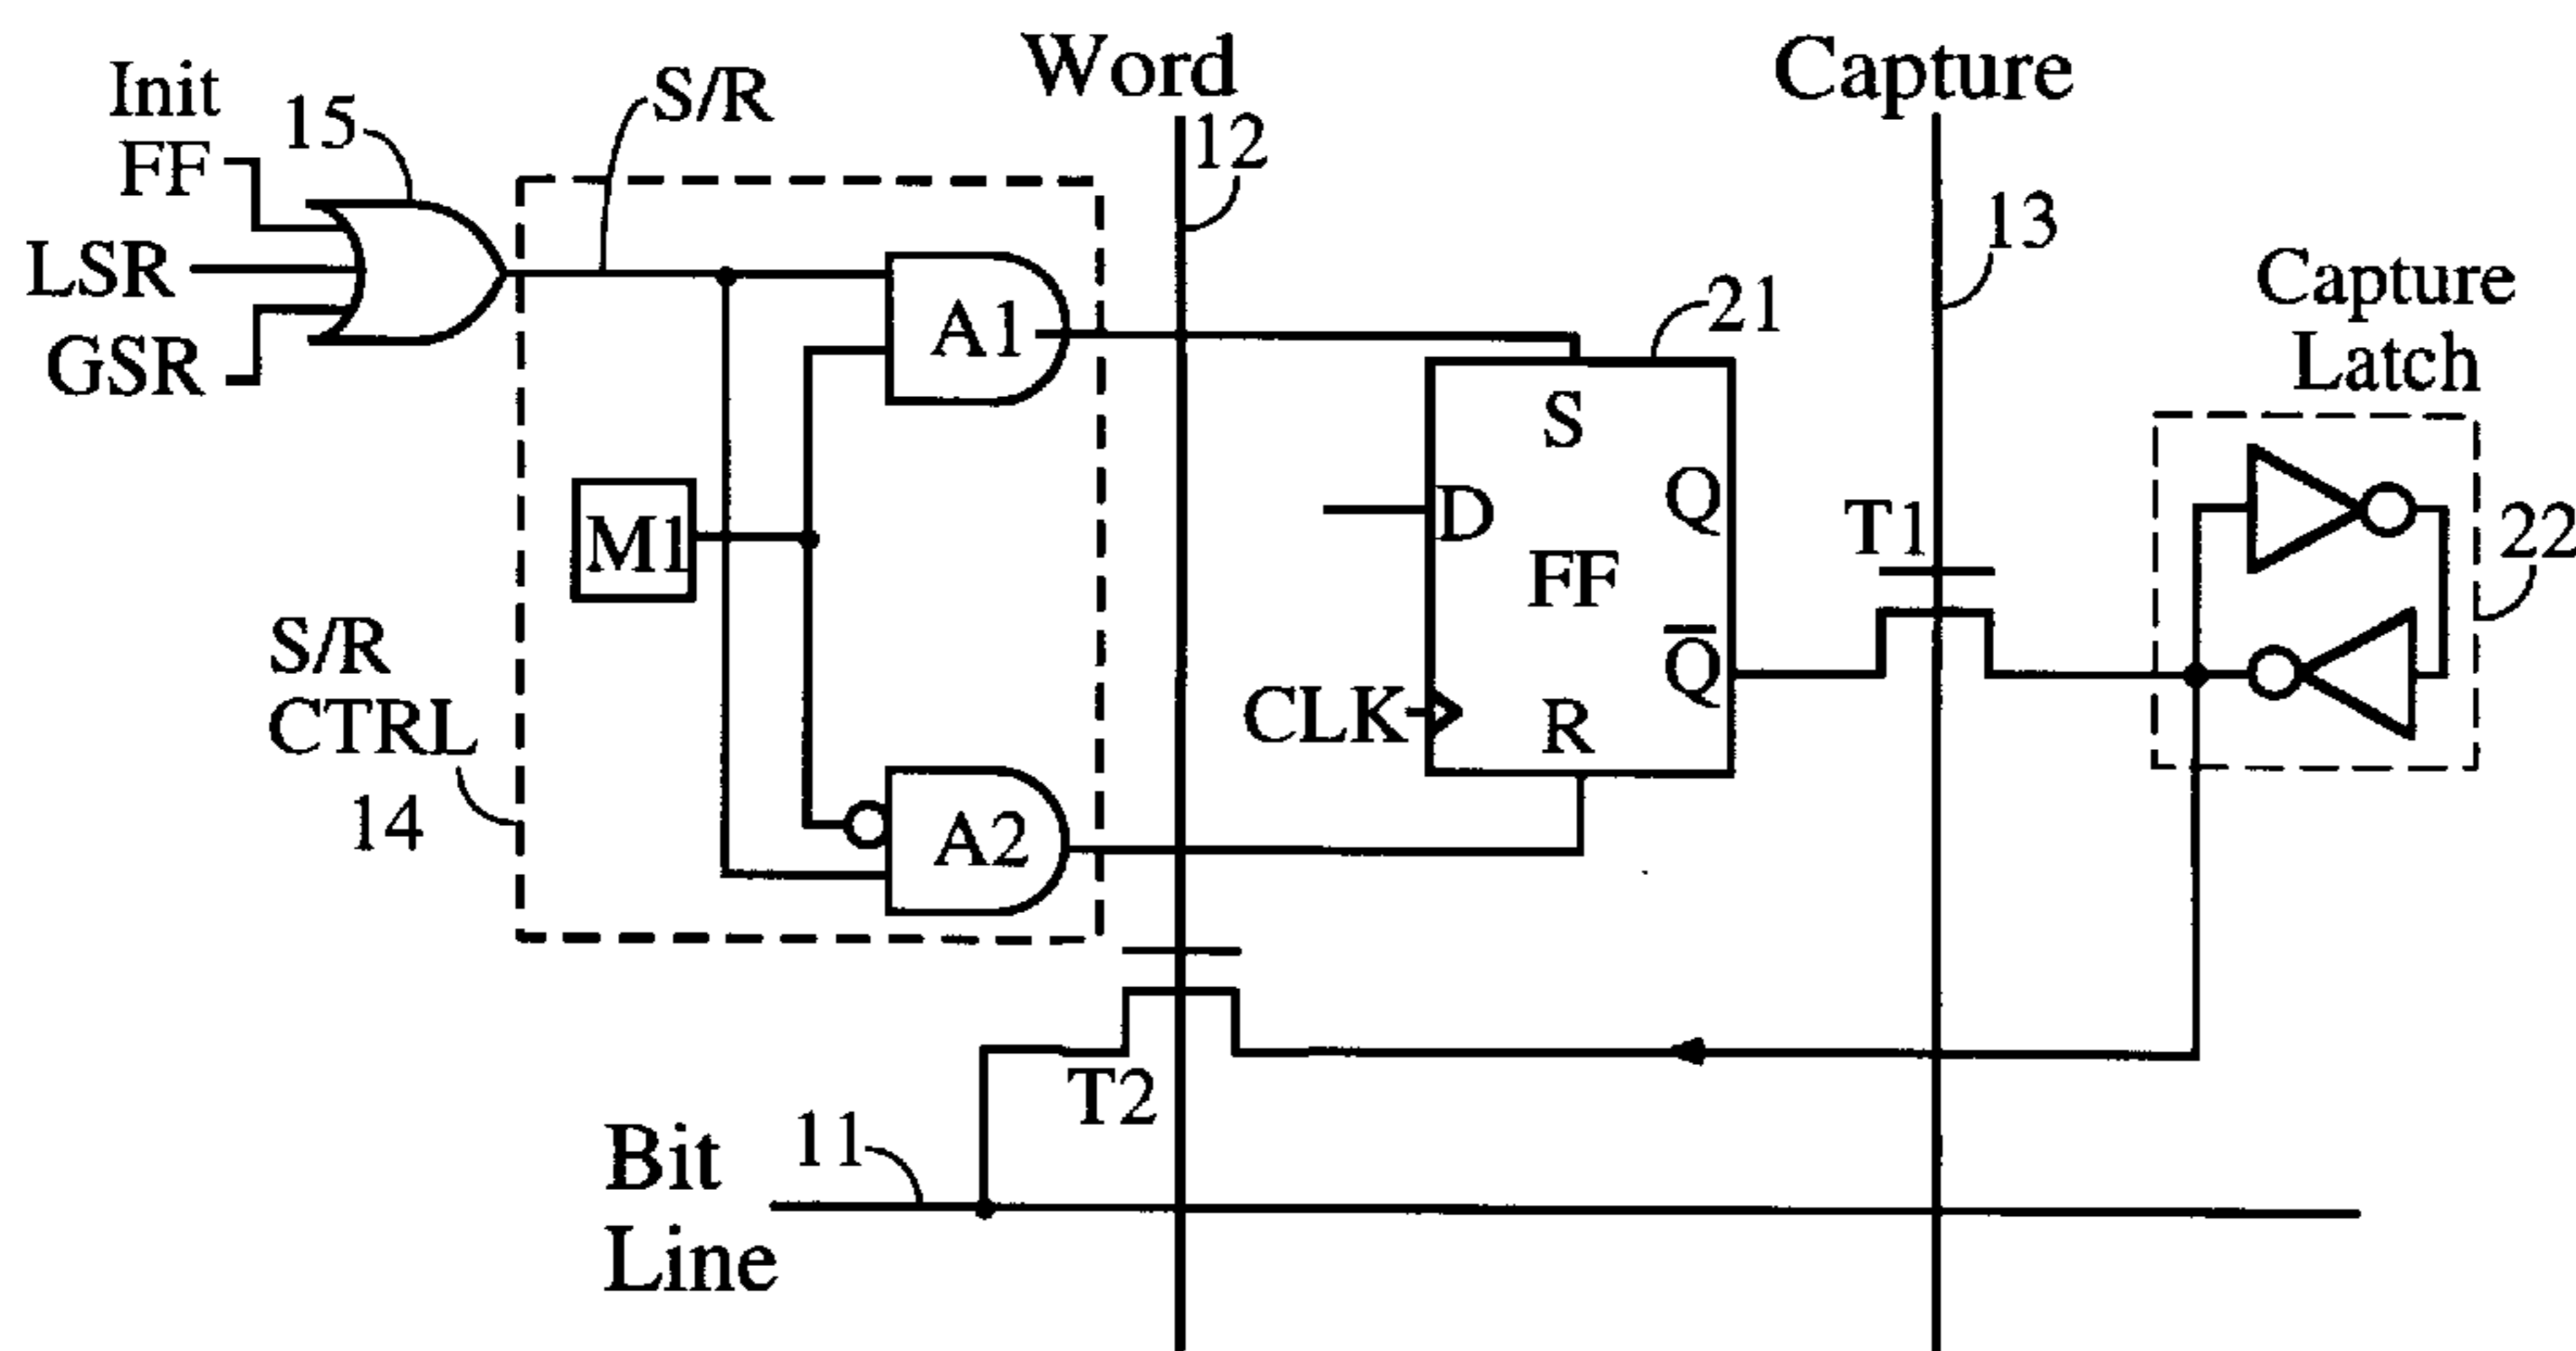 Word
Capture
Init
FF
15
S/R
12
LSR
GSR
13
Capture
Latch
A1
21
S
D
Q
FF
T1
22
M1
S/R
CTRL
14
Q̅
CLK
R
A2
T2
11
Bit
Line